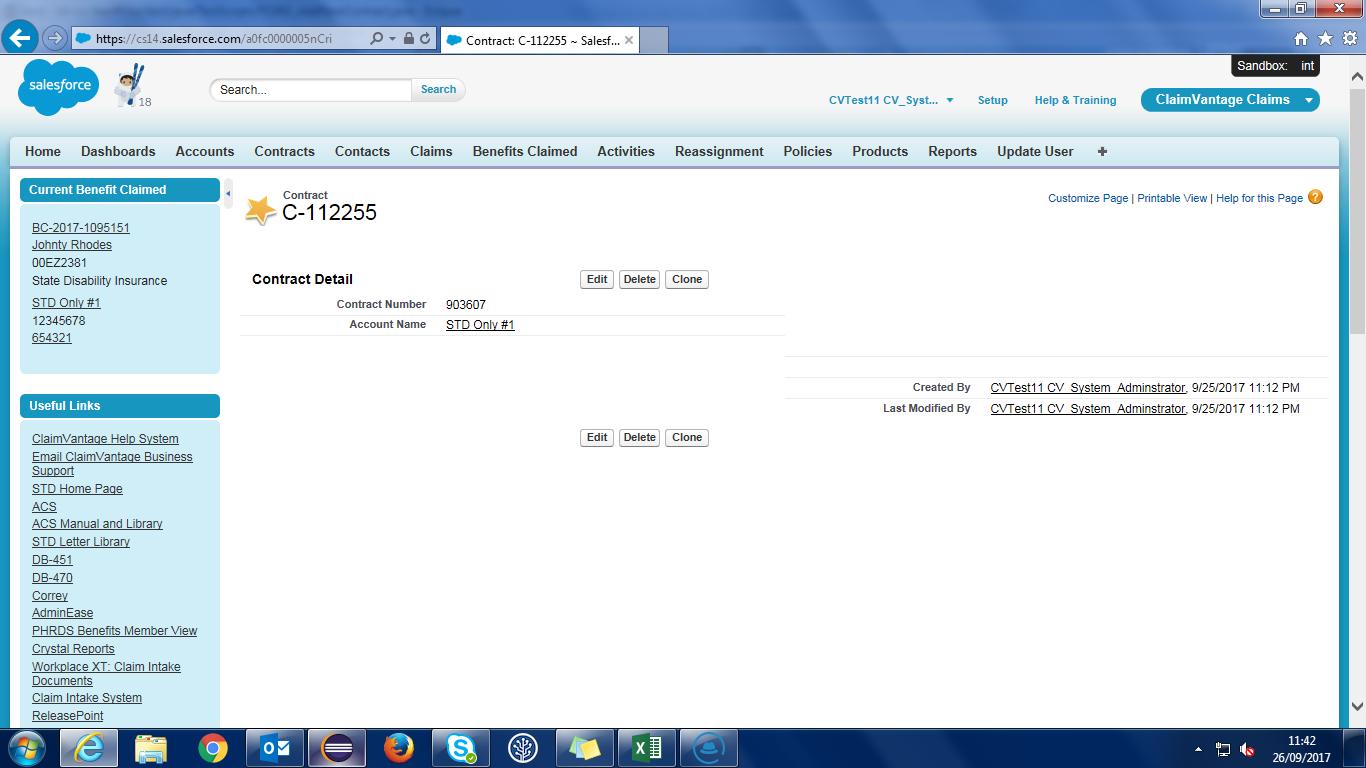 https://cs14.salesforce.com/a0fc0000005nCri
Contract: C-112255 ~ Salesf...
Sandbox: int
salesforce
18
Search...
Search
CVTest11 CV_Syst...
Setup
Help & Training
ClaimVantage Claims
Home Dashboards Accounts Contracts Contacts Claims Benefits Claimed Activities Reassignment Policies Products Reports Update User +
Current Benefit Claimed
BC-2017-1095151
Johnty Rhodes
00EZ2381
State Disability Insurance
STD Only #1
12345678
654321
Useful Links
ClaimVantage Help System
Email ClaimVantage Business
Support
STD Home Page
ACS
ACS Manual and Library
STD Letter Library
DB-451
DB-470
Correy
AdminEase
PHRDS Benefits Member View
Crystal Reports
Workplace XT: Claim Intake
Documents
Claim Intake System
ReleasePoint
Contract
C-112255
Customize Page | Printable View | Help for this Page ?
Contract Detail
Edit Delete Clone
Contract Number 903607
Account Name STD Only #1
Created By CVTest11 CV_System_Adminstrator, 9/25/2017 11:12 PM
Last Modified By CVTest11 CV_System_Adminstrator, 9/25/2017 11:12 PM
Edit Delete Clone
11:42
26/09/2017